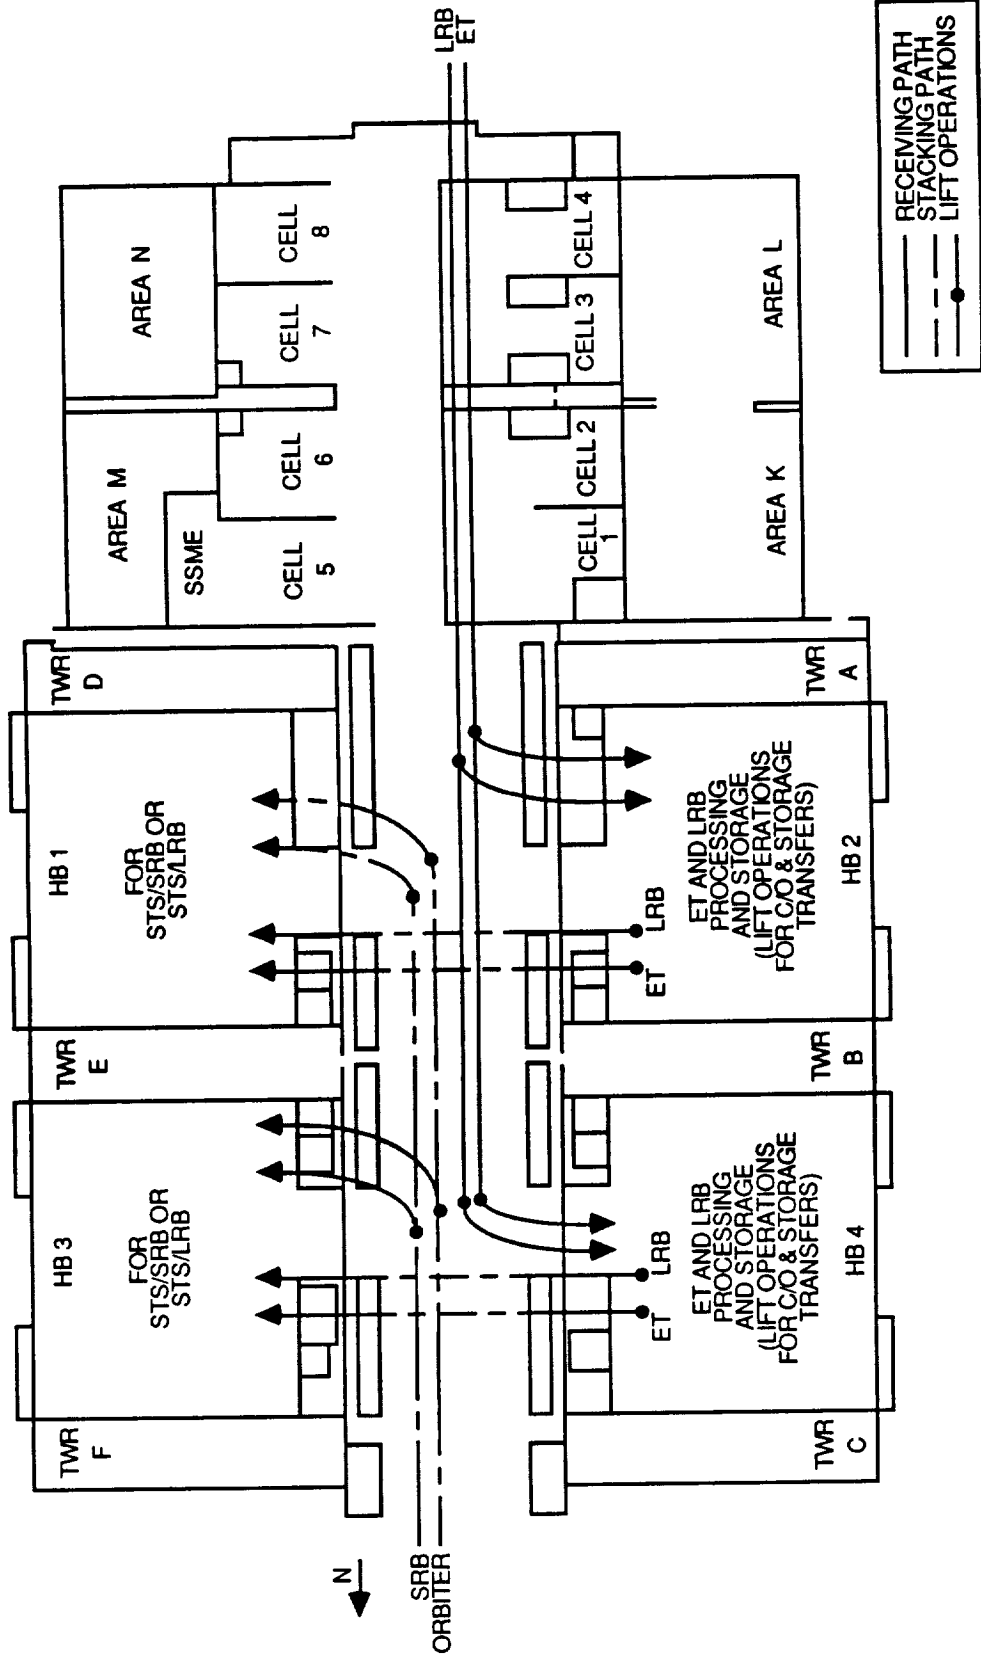 HB 3
FOR
STS/SRB OR
STS/LRB
TWR
F
TWR
E
HB 1
FOR
STS/SRB OR
STS/LRB
TWR
D
AREA M
SSME
AREA N
CELL
5
CELL
6
CELL
7
CELL
8
N
SRB
ORBITER
LRB
ET
ET
LRB
ET
LRB
TWR
C
ET AND LRB
PROCESSING
AND STORAGE
(LIFT OPERATIONS
FOR C/O & STORAGE
TRANSFERS)
HB 4
TWR
B
ET AND LRB
PROCESSING
AND STORAGE
(LIFT OPERATIONS
FOR C/O & STORAGE
TRANSFERS)
HB 2
TWR
A
CELL
1
CELL 2
CELL 3
CELL 4
AREA K
AREA L
RECEIVING PATH
STACKING PATH
LIFT OPERATIONS